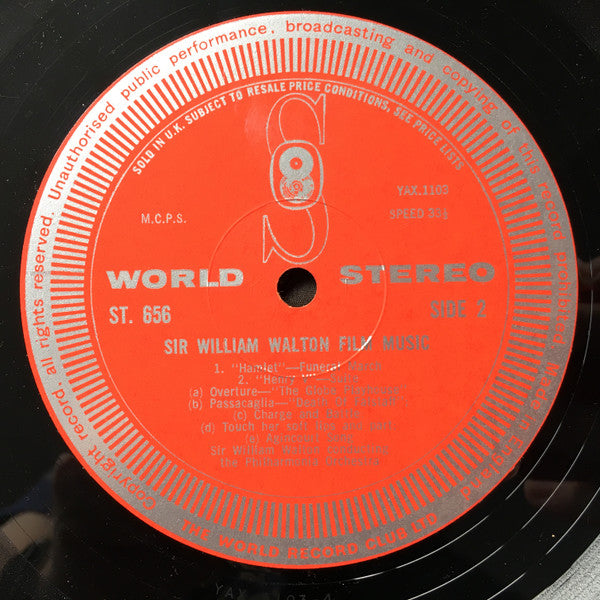 Copyright record. all rights reserved. Unauthorised public performance, broadcasting and copying of this record
SOLD IN U.K. SUBJECT TO RESALE PRICE CONDITIONS, SEE PRICE LISTS
M.C.P.S.
YAX.1103
SPEED 33⅓
WORLD STEREO
ST. 656
SIDE 2
SIR WILLIAM WALTON FILM MUSIC
1. "Hamlet"—Funeral March
2. "Henry V"—Suite
(a) Overture—"The Globe Playhouse"
(b) Passacaglia—"Death Of Falstaff"
(c) Charge and Battle
(d) Touch her soft lips and part
(e) Agincourt Song
Sir William Walton conducting
the Philharmonia Orchestra
THE WORLD RECORD CLUB LTD
YAX